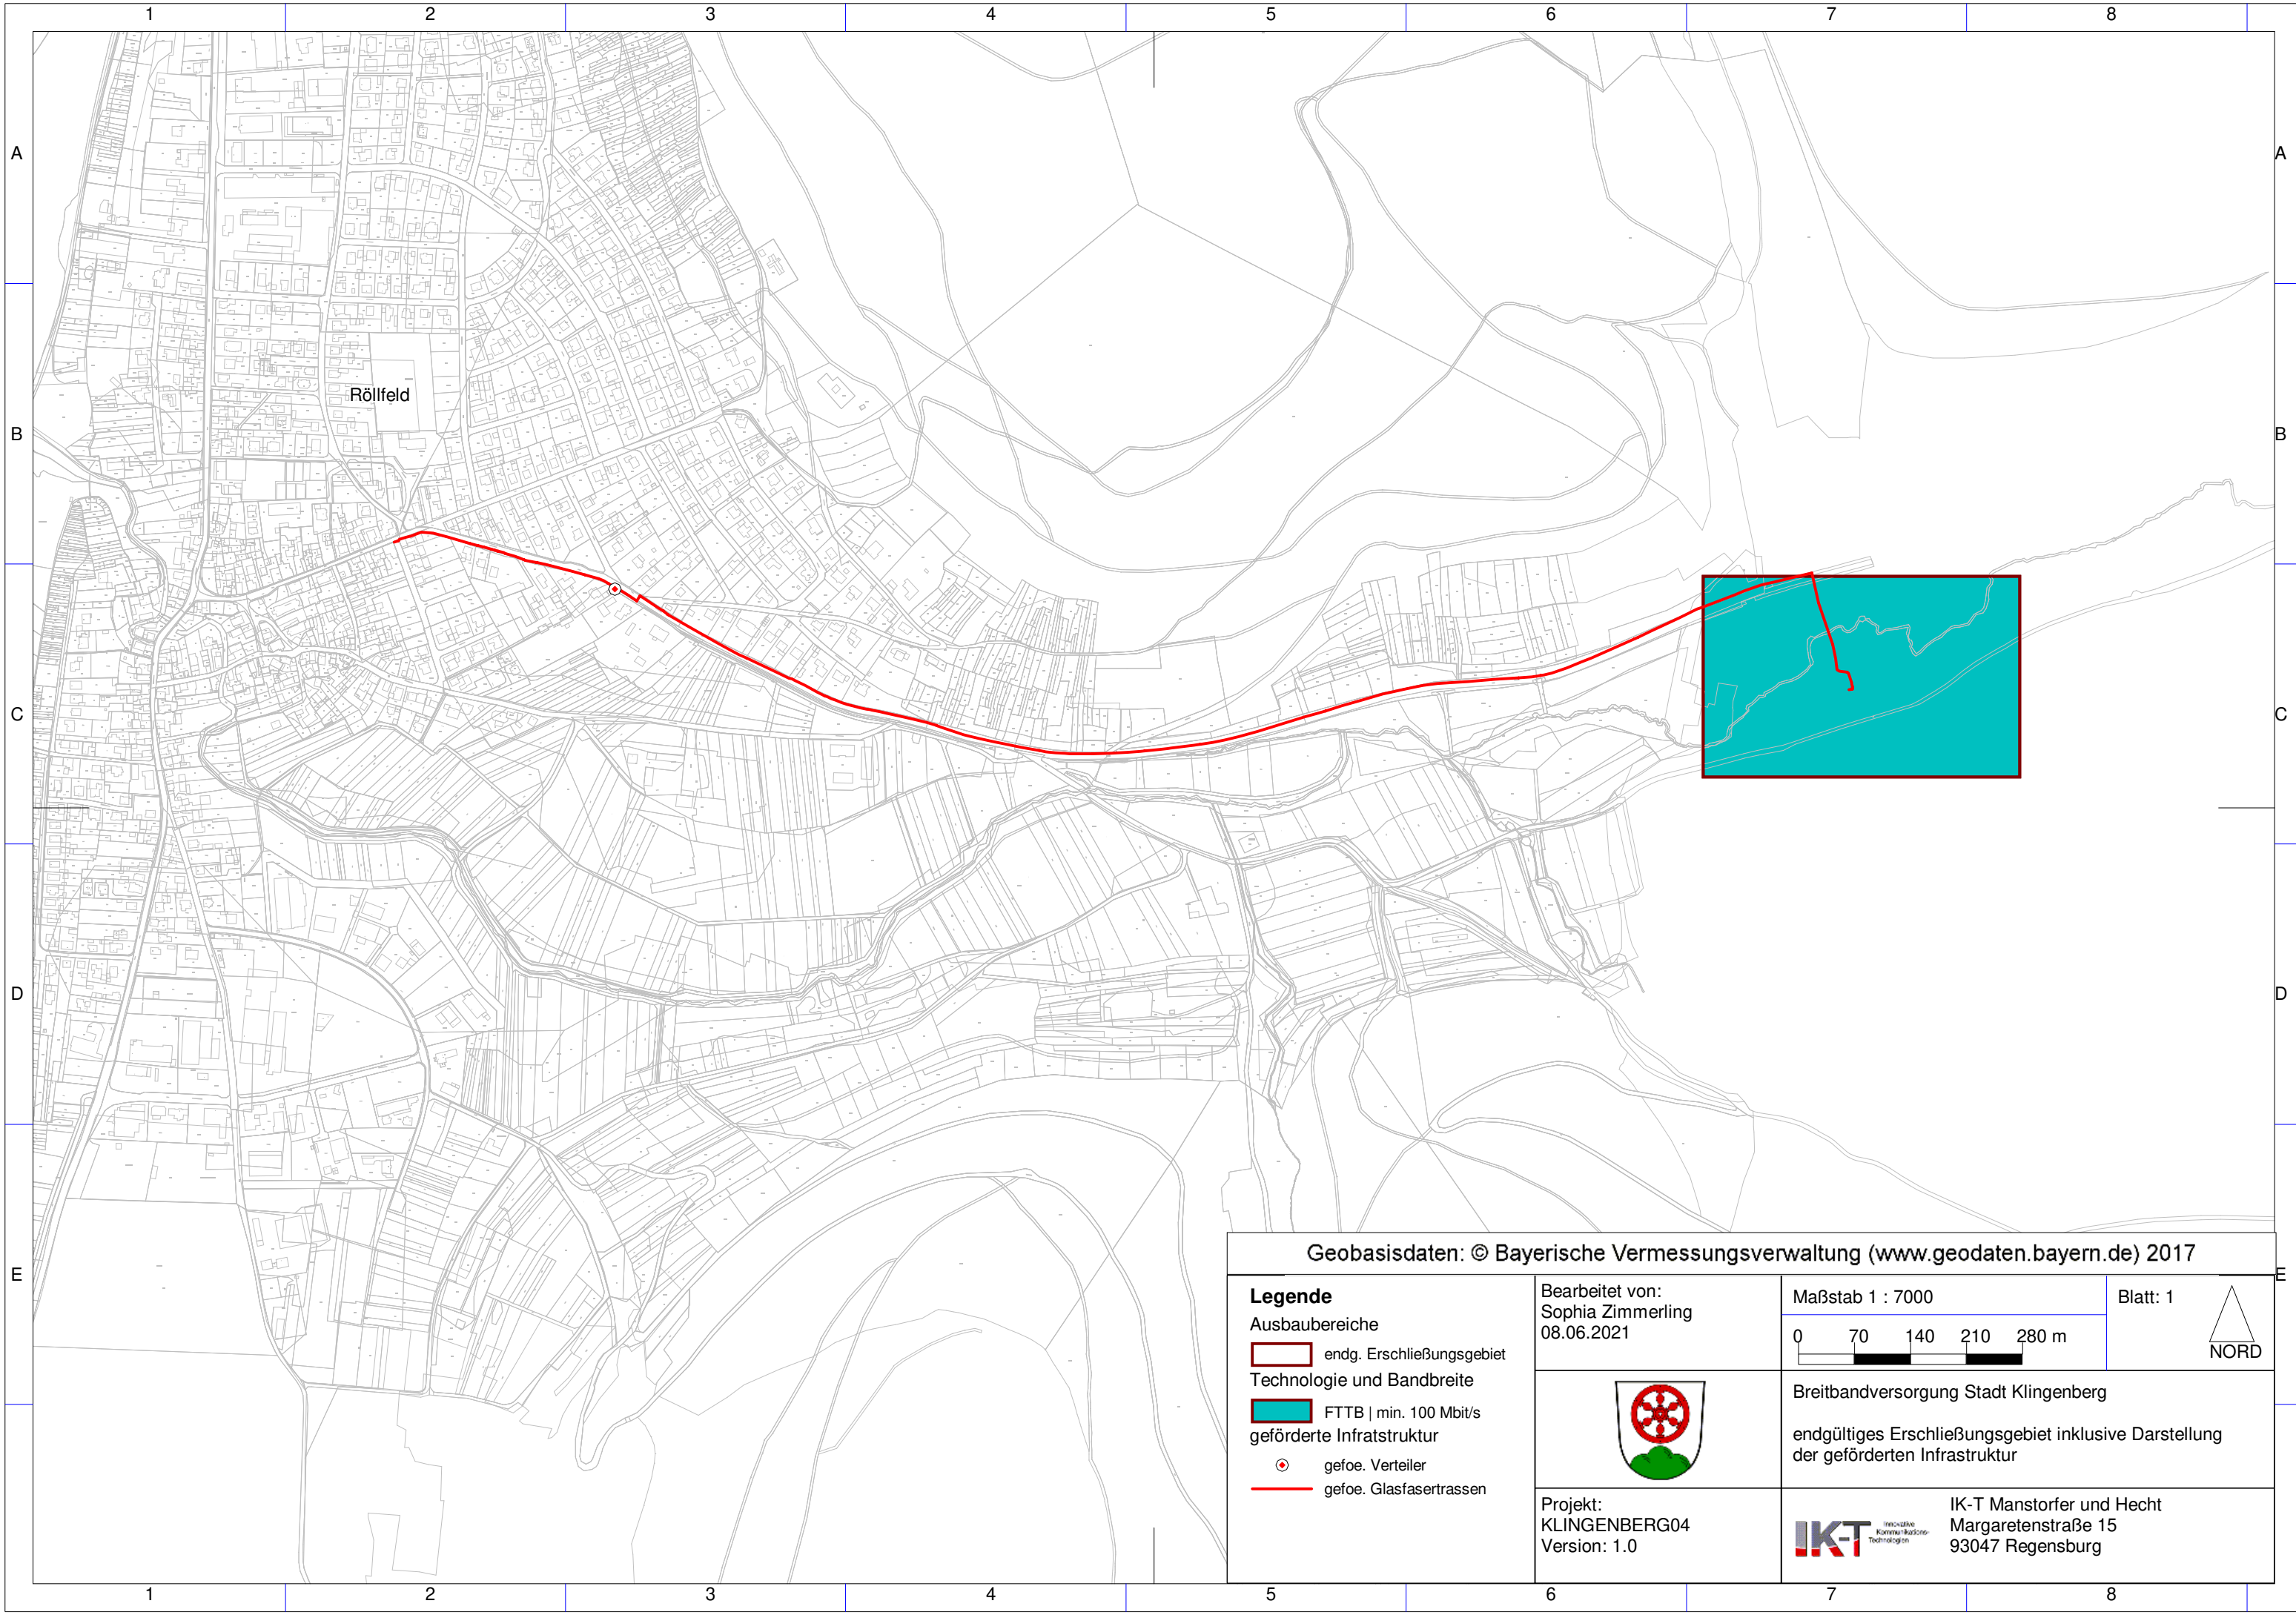 1 2 3 4 5 6 7 8
A A
Röllfeld
B B
C C
D D
E E
Geobasisdaten: © Bayerische Vermessungsverwaltung (www.geodaten.bayern.de) 2017
Legende
Ausbaubereiche
endg. Erschließungsgebiet
Technologie und Bandbreite
FTTB | min. 100 Mbit/s
geförderte Infratstruktur
gefoe. Verteiler
gefoe. Glasfasertrassen
Bearbeitet von:
Sophia Zimmerling
08.06.2021
Maßstab 1 : 7000
0 70 140 210 280 m
Blatt: 1
NORD
Breitbandversorgung Stadt Klingenberg
endgültiges Erschließungsgebiet inklusive Darstellung
der geförderten Infrastruktur
Projekt:
KLINGENBERG04
Version: 1.0
IK-T
Innovative
Kommunikations-
Technologien
IK-T Manstorfer und Hecht
Margaretenstraße 15
93047 Regensburg
1 2 3 4 5 6 7 8